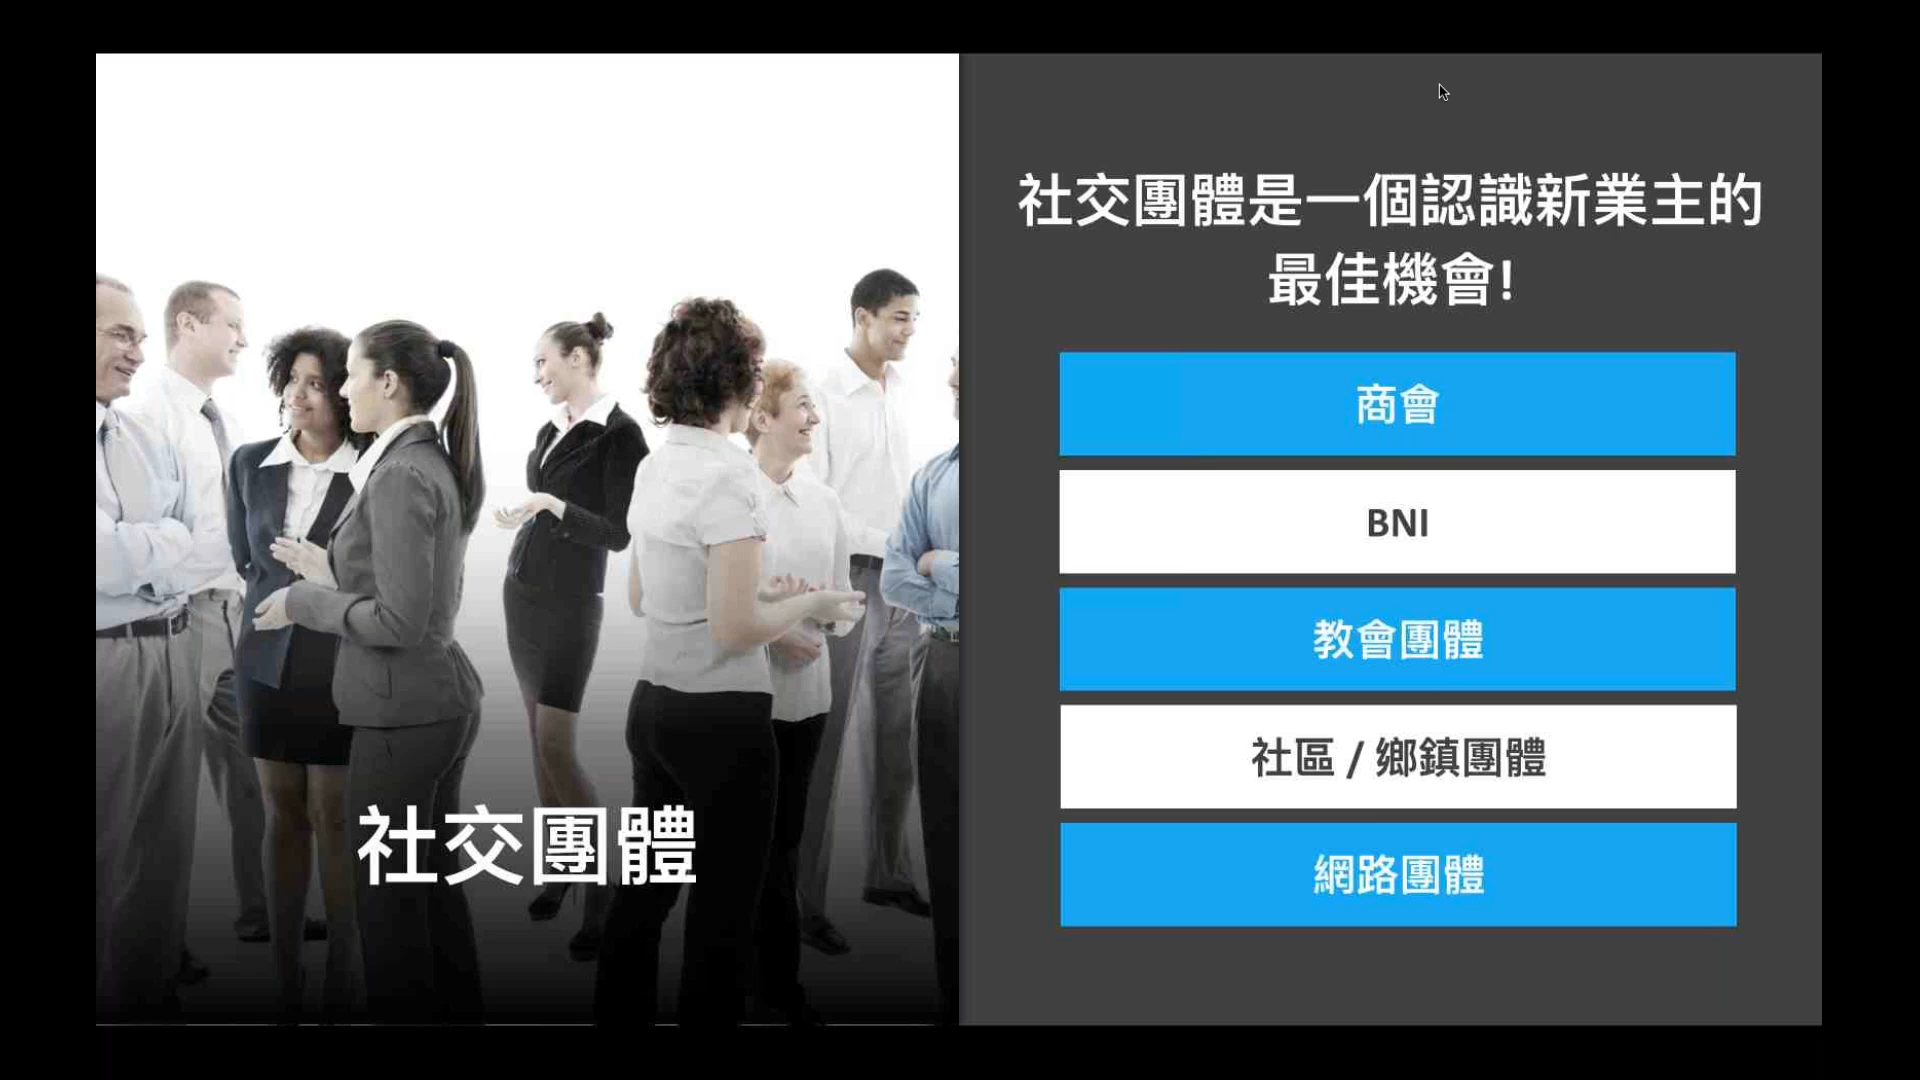 社交團體
社交團體是一個認識新業主的
最佳機會!
商會
BNI
教會團體
社區 / 鄉鎮團體
網路團體